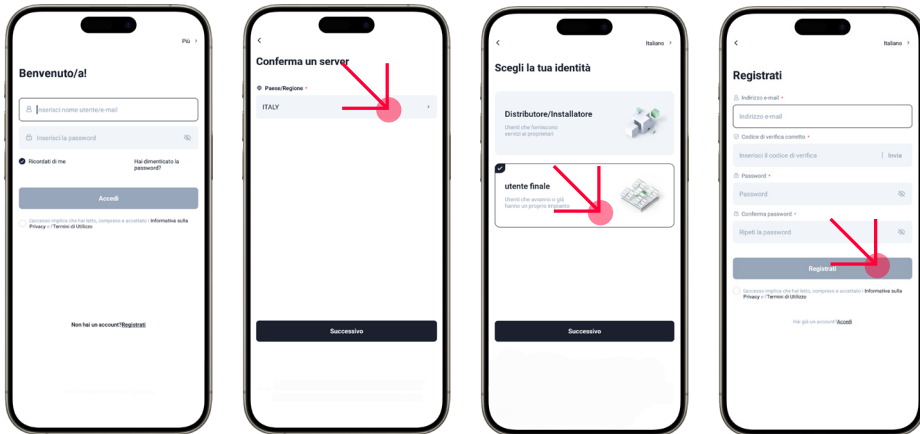 Più >
Benvenuto/a!
Inserisci nome utente/e-mail
Inserisci la password
Ricordati di me
Hai dimenticato la
password?
Accedi
L'accesso implica che hai letto, compreso e accettato i Informativa sulla
Privacy e l'Termini di Utilizzo
Non hai un account?Registrati
Conferma un server
Paese/Regione *
ITALY
Successivo
Italiano >
Scegli la tua identità
Distributore/Installatore
Utenti che forniscono
servizi ai proprietari
utente finale
Utenti che avranno o già
hanno un proprio impianto
Successivo
Italiano >
Registrati
Indirizzo e-mail *
Indirizzo e-mail
Codice di verifica corretto *
Inserisci il codice di verifica | Invia
Password *
Password
Conferma password *
Ripeti la password
Registrati
L'accesso implica che hai letto, compreso e accettato i Informativa sulla
Privacy e l'Termini di Utilizzo
Hai già un account?Accedi